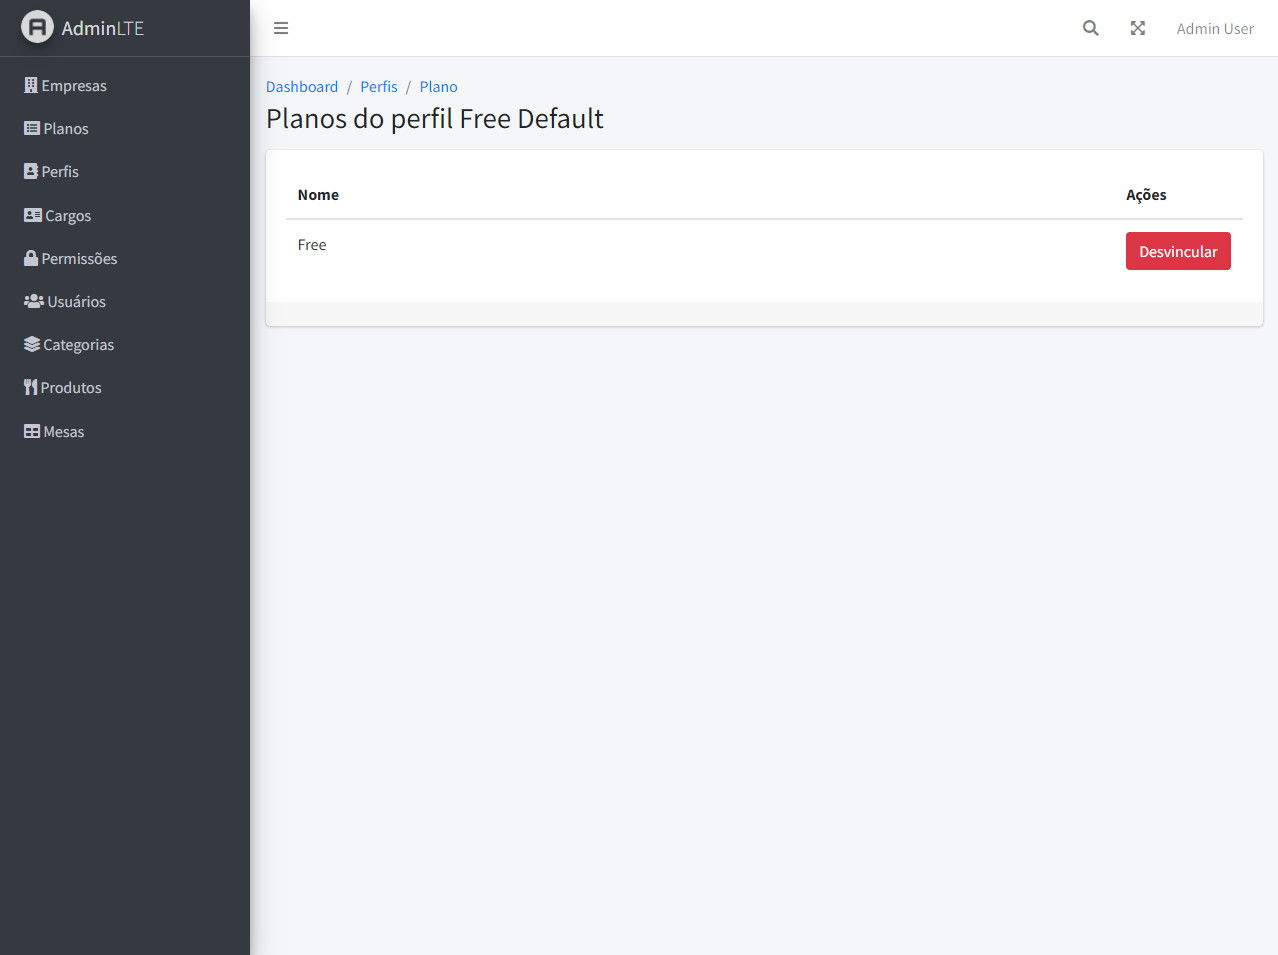 AdminLTE
Admin User
Empresas
Planos
Perfis
Cargos
Permissões
Usuários
Categorias
Produtos
Mesas
Dashboard / Perfis / Plano
Planos do perfil Free Default
Nome Ações
Free Desvincular